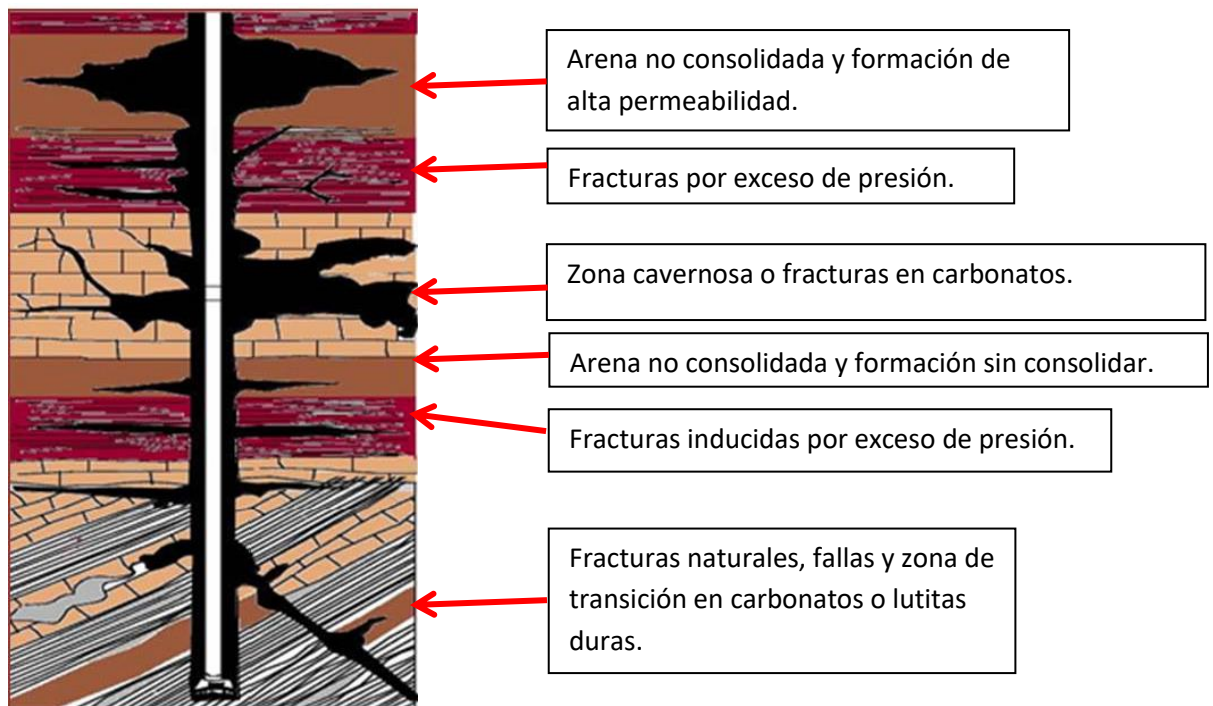 Arena no consolidada y formación de
alta permeabilidad.
Fracturas por exceso de presión.
Zona cavernosa o fracturas en carbonatos.
Arena no consolidada y formación sin consolidar.
Fracturas inducidas por exceso de presión.
Fracturas naturales, fallas y zona de
transición en carbonatos o lutitas
duras.